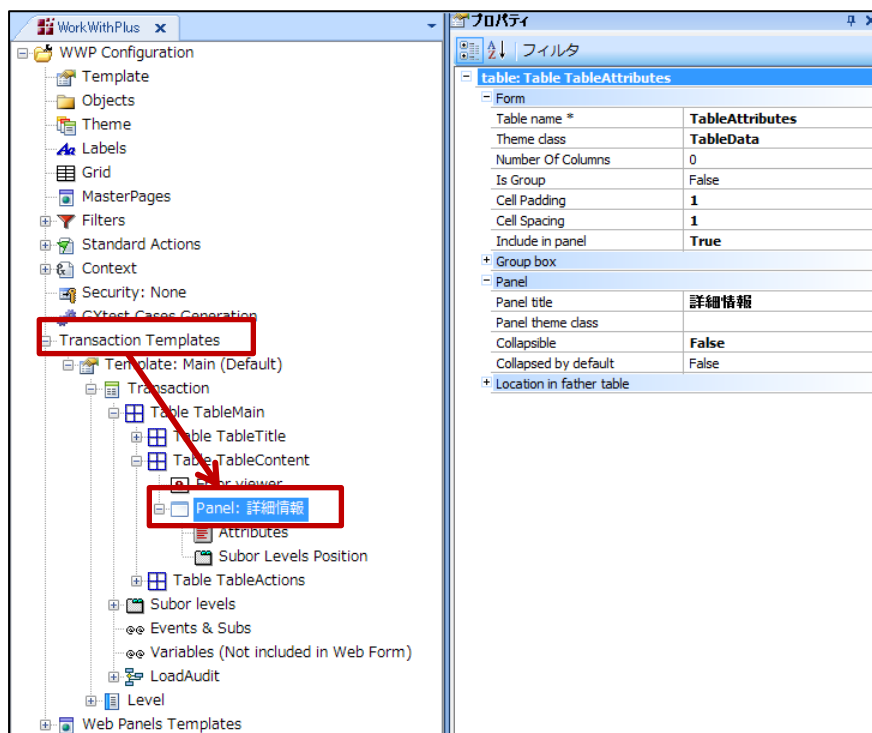 WorkWithPlus
WWP Configuration
Template
Objects
Theme
Labels
Grid
MasterPages
Filters
Standard Actions
Context
Security: None
GXtest Cases Generation
Transaction Templates
Template: Main (Default)
Transaction
Table TableMain
Table TableTitle
Table TableContent
Error viewer
Panel: 詳細情報
Attributes
Subor Levels Position
Table TableActions
Subor levels
Events & Subs
Variables (Not included in Web Form)
LoadAudit
Level
Web Panels Templates
プロパティ
フィルタ
table: Table TableAttributes
Form
Table name * TableAttributes
Theme class TableData
Number Of Columns 0
Is Group False
Cell Padding 1
Cell Spacing 1
Include in panel True
Group box
Panel
Panel title 詳細情報
Panel theme class
Collapsible False
Collapsed by default False
Location in father table